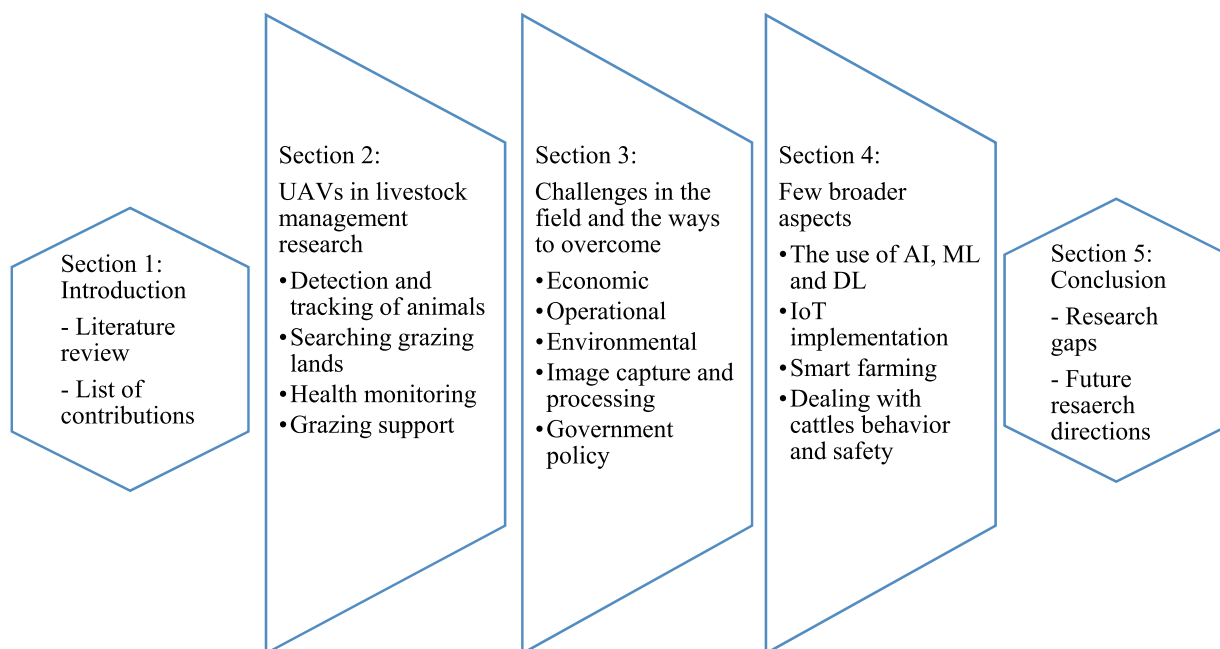 Section 1:
Introduction
- Literature
review
- List of
contributions
Section 2:
UAVs in livestock
management
research
•Detection and
tracking of animals
•Searching grazing
lands
•Health monitoring
•Grazing support
Section 3:
Challenges in the
field and the ways
to overcome
•Economic
•Operational
•Environmental
•Image capture and
processing
•Government
policy
Section 4:
Few broader
aspects
•The use of AI, ML
and DL
•IoT
implementation
•Smart farming
•Dealing with
cattles behavior
and safety
Section 5:
Conclusion
- Research
gaps
- Future
resaerch
directions